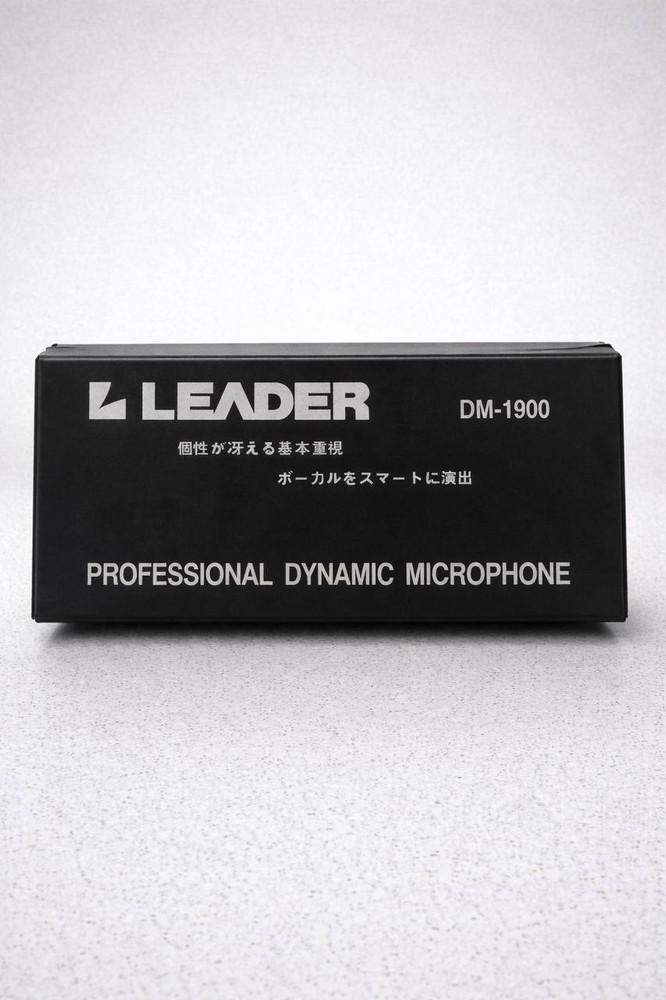 LEADER
DM-1900
個性が冴える基本重視
ボーカルをスマートに演出
PROFESSIONAL DYNAMIC MICROPHONE